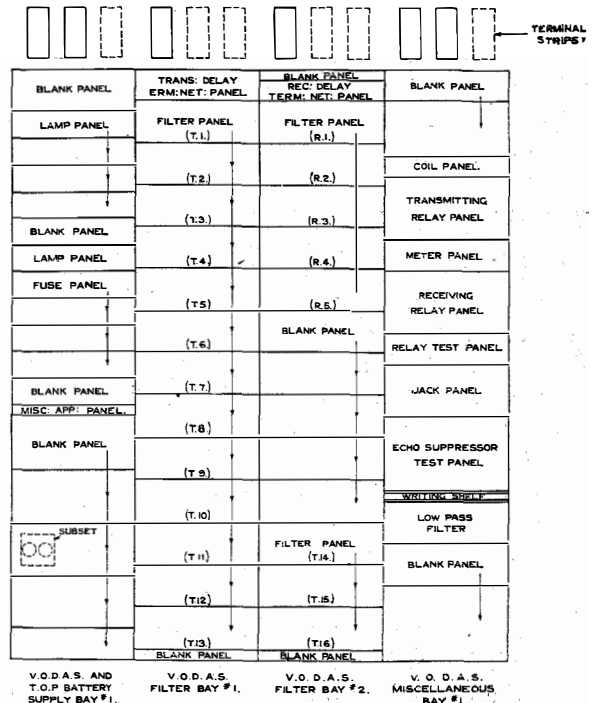 TERMINAL
STRIPS
BLANK PANEL
LAMP PANEL
BLANK PANEL
LAMP PANEL
FUSE PANEL
BLANK PANEL
MISC: APP: PANEL.
BLANK PANEL
SUBSET
V.O.D.A.S. AND
T.O.P BATTERY
SUPPLY BAY #1.
TRANS: DELAY
ERM: NET: PANEL
FILTER PANEL
(T.1.)
(T.2.)
(T.3.)
(T.4)
(T5)
(T.6.)
(T.7.)
(T.8.)
(T 9.)
(T.10)
(T 11)
(T.12)
(T.13.)
BLANK PANEL
V.O.D.A.S.
FILTER BAY #1.
BLANK PANEL
REC: DELAY
TERM: NET: PANEL
FILTER PANEL
(R.1.)
(R.2.)
(R.3.)
(R.4.)
(R.5.)
BLANK PANEL
FILTER PANEL
(T.14.)
(T.15.)
(T.16)
BLANK PANEL
V.O.D.A.S.
FILTER BAY #2.
BLANK PANEL
COIL PANEL.
TRANSMITTING
RELAY PANEL
METER PANEL
RECEIVING
RELAY PANEL
RELAY TEST PANEL
JACK PANEL
ECHO SUPPRESSOR
TEST PANEL
WRITING SHELF
LOW PASS
FILTER
BLANK PANEL
V.O.D.A.S.
MISCELLANEOUS
BAY #1